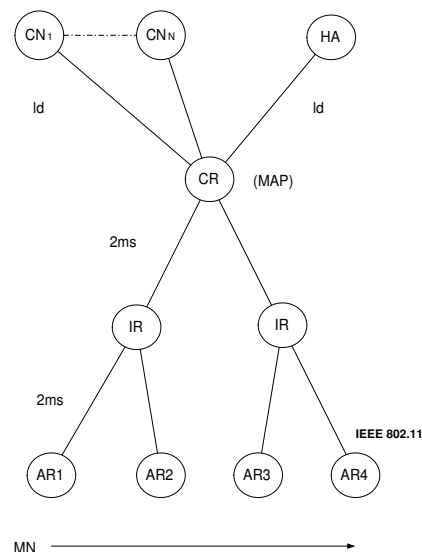 CN1 CNN HA
ld ld
CR (MAP)
2ms
IR IR
2ms
IEEE 802.11
AR1 AR2 AR3 AR4
MN